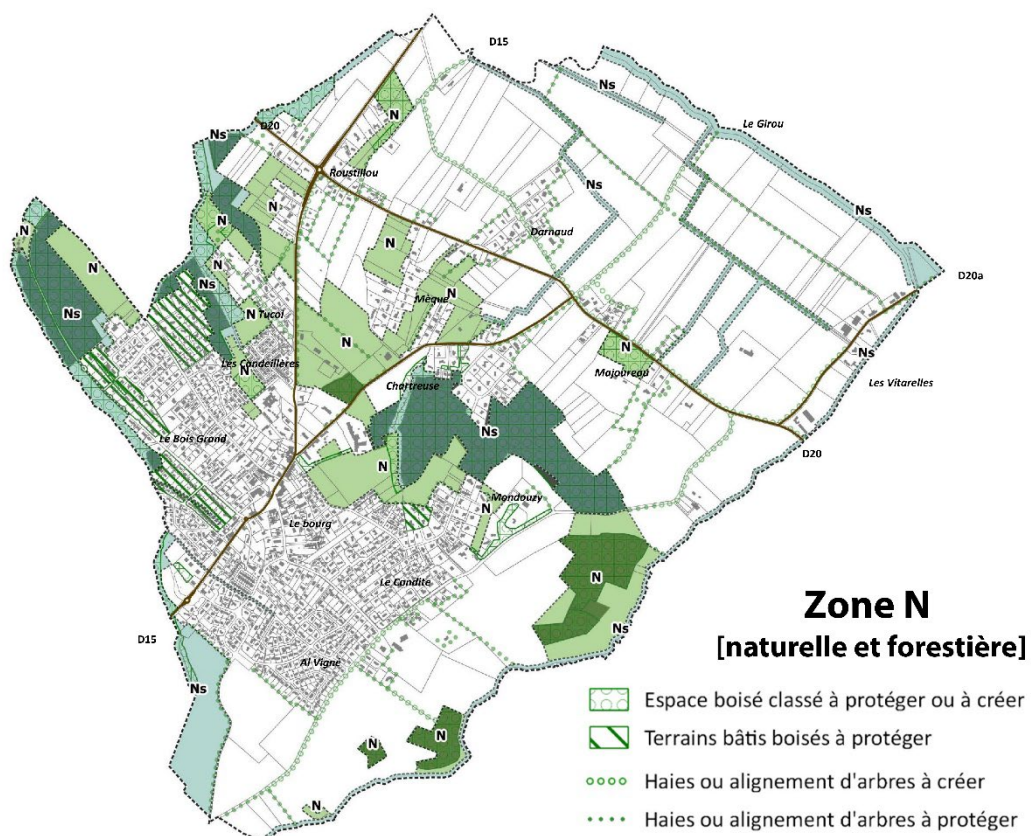 D15
Ns
Le Girou
N
D20
Ns
Roustillou
Ns
Ns
N
N
N
Darnaud
N
N
Ns
D20a
Mèque
N
Ns
N
Tucol
N
Ns
Les Candeillères
N
Chartreuse
N
Majoureau
Les Vitarelles
Ns
Le Bois Grand
N
D20
Mondouzy
N
Le bourg
Le Condite
N
Ns
D15
Al Vigne
Ns
N
N
N
Zone N
[naturelle et forestière]
Espace boisé classé à protéger ou à créer
Terrains bâtis boisés à protéger
Haies ou alignement d'arbres à créer
Haies ou alignement d'arbres à protéger